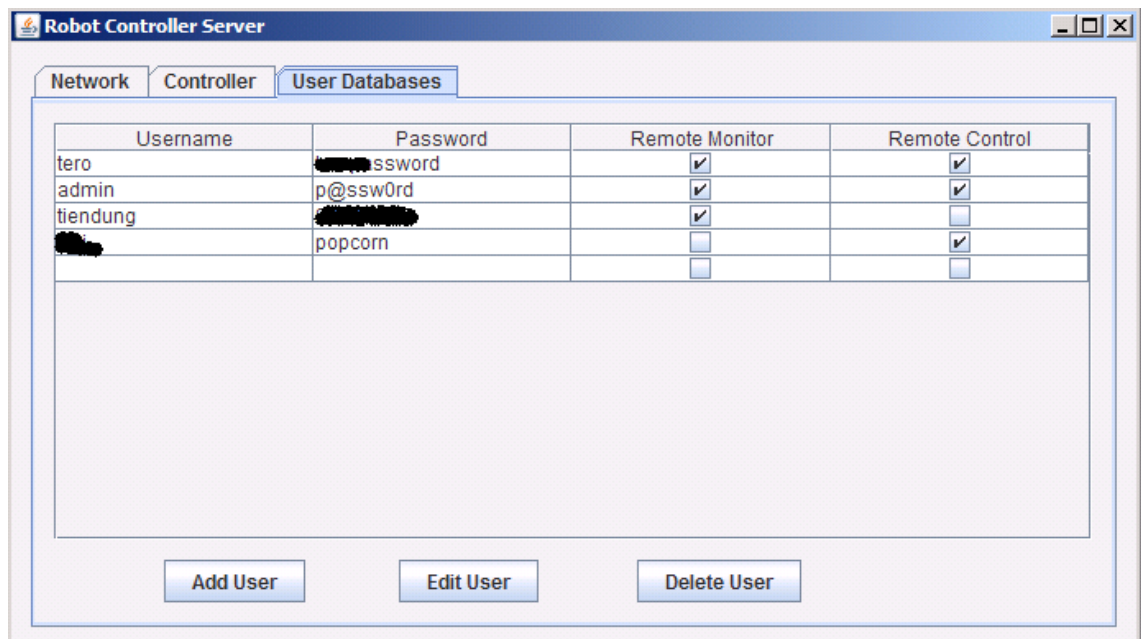 Robot Controller Server
Network Controller User Databases
Username Password Remote Monitor Remote Control
tero ssword
admin p@ssw0rd
tiendung
popcorn
Add User Edit User Delete User